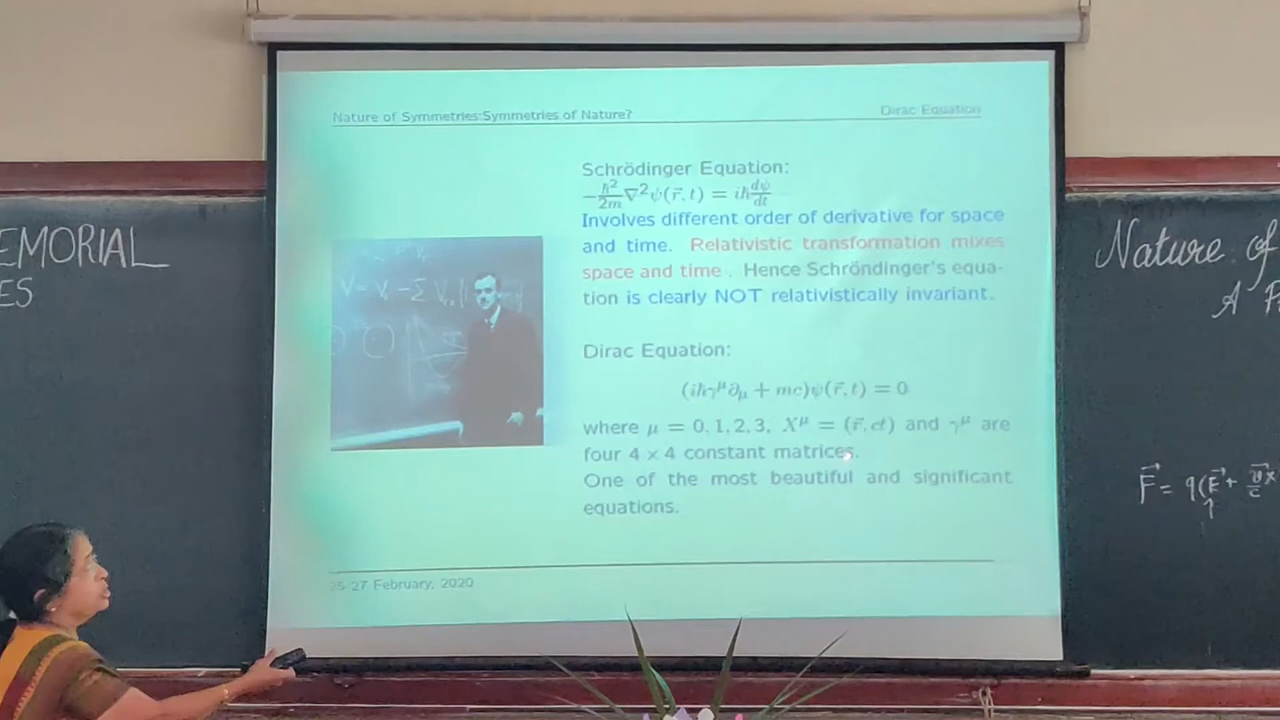 EMORIAL
ES
Nature of Symmetries:Symmetries of Nature?
Dirac Equation
Schrödinger Equation:
−ħ²/2m ∇²ψ(r⃗, t) = iħ dψ/dt
Involves different order of derivative for space
and time. Relativistic transformation mixes
space and time . Hence Schröndinger's equa-
tion is clearly NOT relativistically invariant.
V = V₀ − Σ V
Dirac Equation:
(iħγ^μ∂_μ + mc)ψ(r⃗, t) = 0
where μ = 0, 1, 2, 3, X^μ = (r⃗, ct) and γ^μ are
four 4 × 4 constant matrices.
One of the most beautiful and significant
equations.
25-27 February, 2020
Nature of
A
F⃗ = q(E⃗ + v⃗/c ×